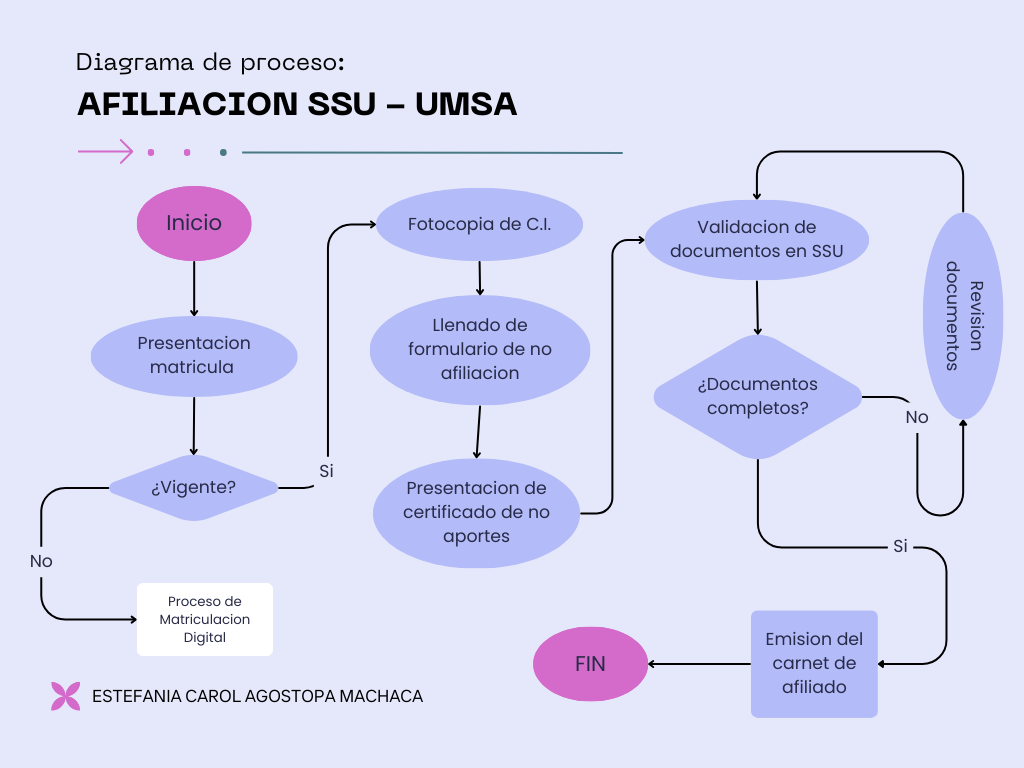 Diagrama de proceso:
AFILIACION SSU – UMSA
Inicio
Presentacion
matricula
¿Vigente?
No
Si
Proceso de
Matriculacion
Digital
Fotocopia de C.I.
Llenado de
formulario de no
afiliacion
Presentacion de
certificado de no
aportes
Validacion de
documentos en SSU
¿Documentos
completos?
No
Revision
documentos
Si
Emision del
carnet de
afiliado
FIN
ESTEFANIA CAROL AGOSTOPA MACHACA